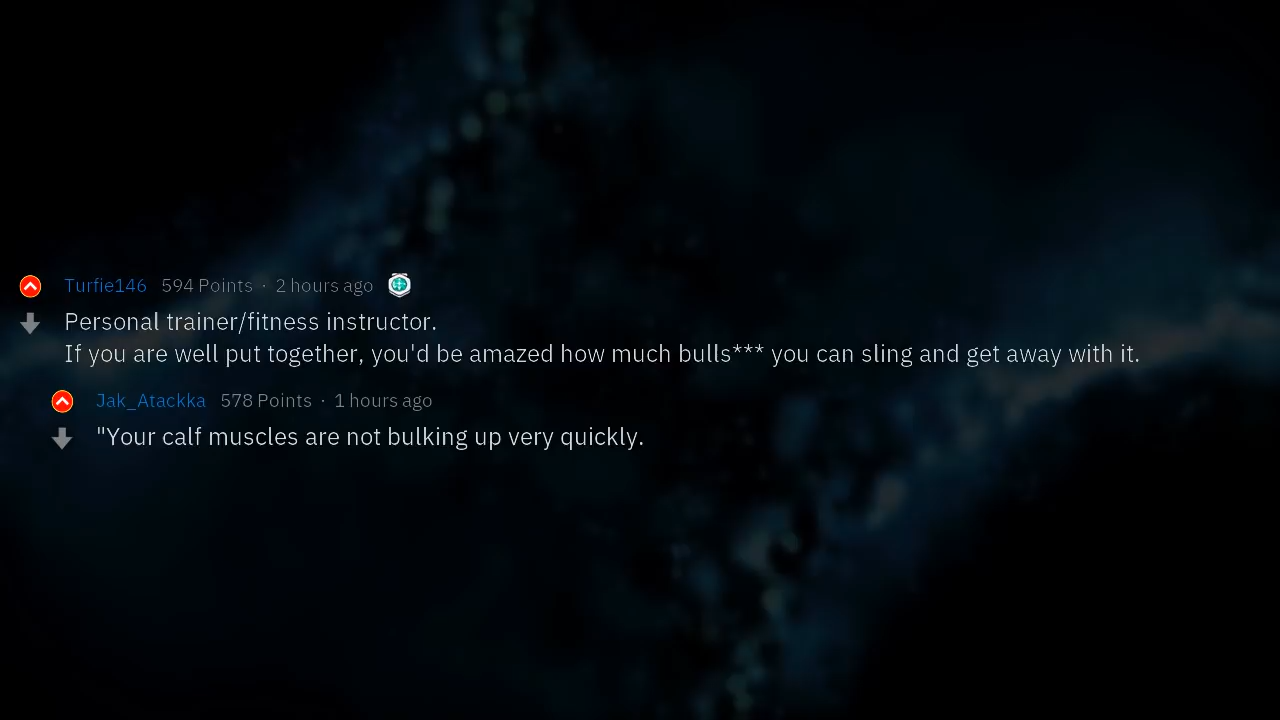 Turfie146 594 Points · 2 hours ago
Personal trainer/fitness instructor.
If you are well put together, you'd be amazed how much bulls*** you can sling and get away with it.
Jak_Atackka 578 Points · 1 hours ago
"Your calf muscles are not bulking up very quickly.